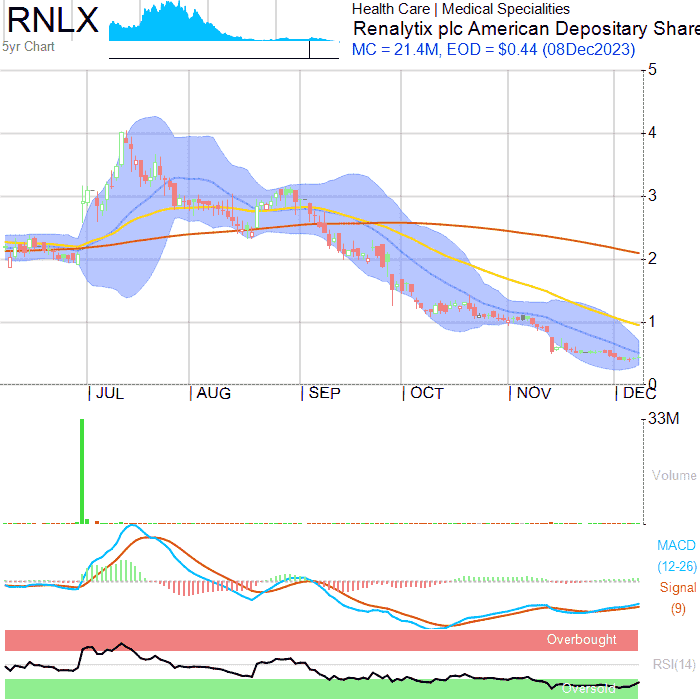 RNLX
5yr Chart
Health Care | Medical Specialities
Renalytix plc American Depositary Share
MC = 21.4M, EOD = $0.44 (08Dec2023)
5
4
3
2
1
0
JUL AUG SEP OCT NOV DEC
33M
Volume
MACD
(12-26)
Signal
(9)
Overbought
RSI(14)
Oversold